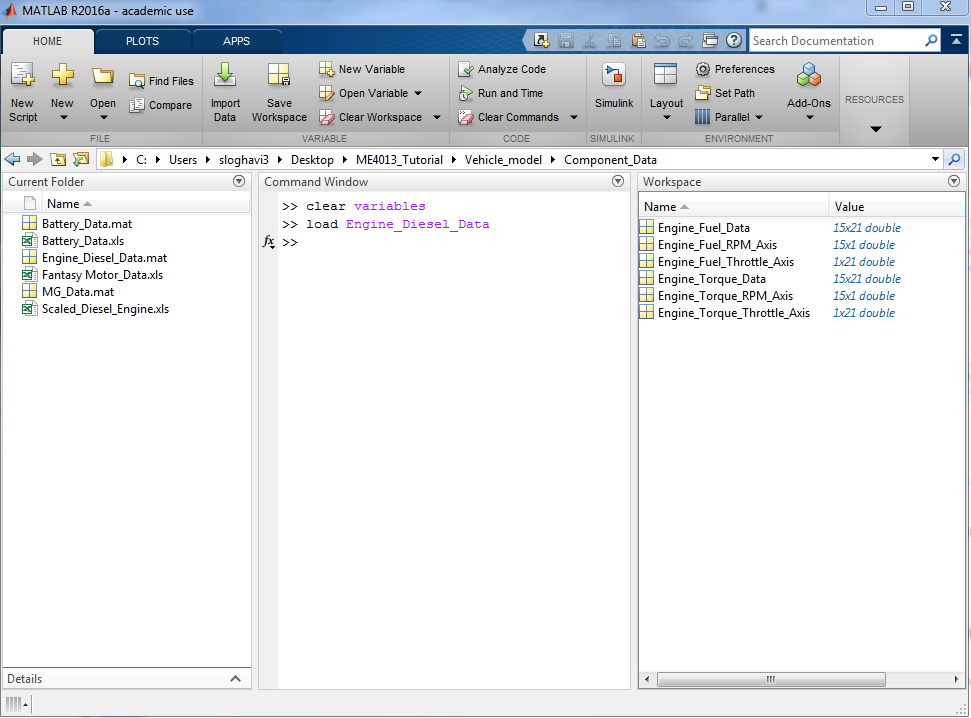 MATLAB R2016a - academic use
HOME PLOTS APPS
Search Documentation
New Script
New
Open
Find Files
Compare
FILE
Import Data
Save Workspace
New Variable
Open Variable
Clear Workspace
VARIABLE
Analyze Code
Run and Time
Clear Commands
CODE
Simulink
SIMULINK
Layout
Preferences
Set Path
Parallel
Add-Ons
ENVIRONMENT
RESOURCES
C: Users sloghavi3 Desktop ME4013_Tutorial Vehicle_model Component_Data
Current Folder
Name
Battery_Data.mat
Battery_Data.xls
Engine_Diesel_Data.mat
Fantasy Motor_Data.xls
MG_Data.mat
Scaled_Diesel_Engine.xls
Details
Command Window
>> clear variables
>> load Engine_Diesel_Data
fx >>
Workspace
Name Value
Engine_Fuel_Data 15x21 double
Engine_Fuel_RPM_Axis 15x1 double
Engine_Fuel_Throttle_Axis 1x21 double
Engine_Torque_Data 15x21 double
Engine_Torque_RPM_Axis 15x1 double
Engine_Torque_Throttle_Axis 1x21 double